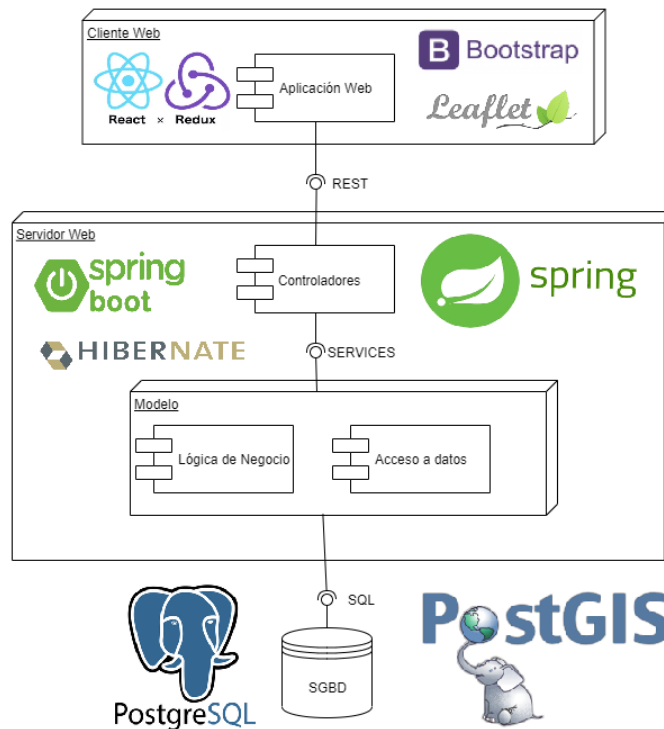 Cliente Web
React × Redux
Aplicación Web
Bootstrap
Leaflet
REST
Servidor Web
spring
boot
Controladores
spring
HIBERNATE
SERVICES
Modelo
Lógica de Negocio
Acceso a datos
SQL
PostGIS
SGBD
PostgreSQL